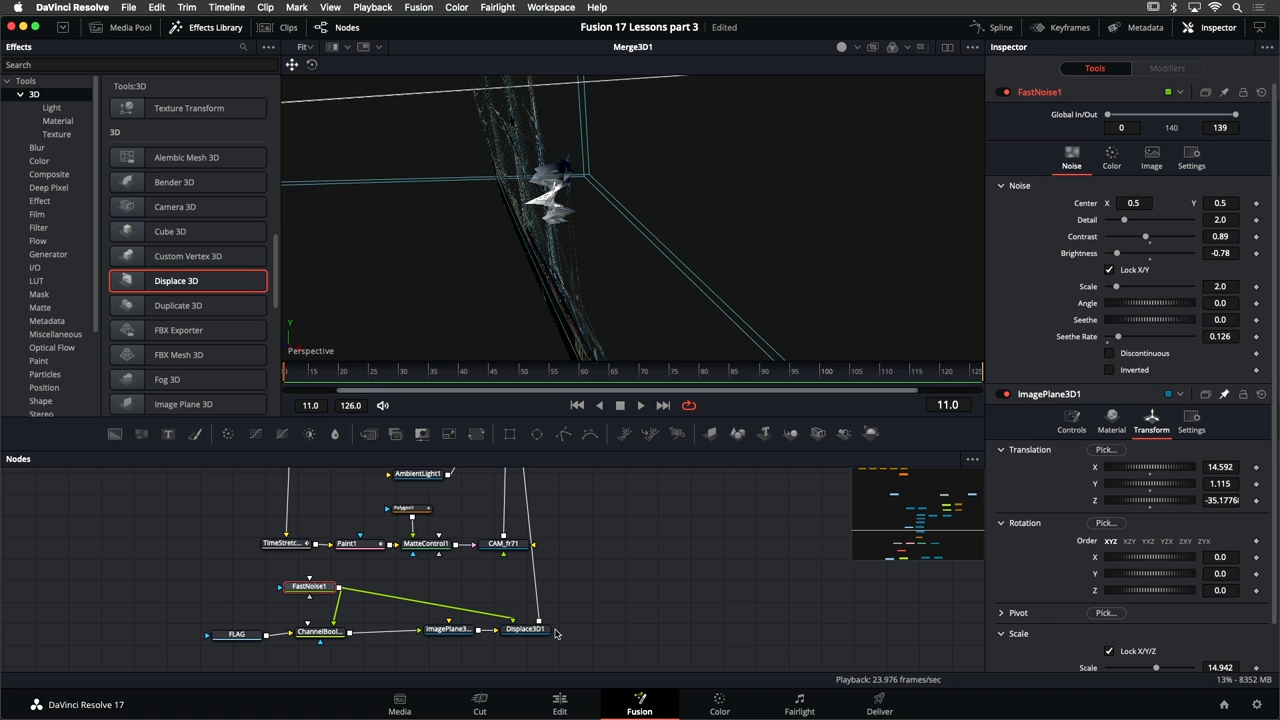 DaVinci Resolve File Edit Trim Timeline Clip Mark View Playback Fusion Color Fairlight Workspace Help
Media Pool Effects Library Clips Nodes Fusion 17 Lessons part 3 Edited Spline Keyframes Metadata Inspector
Effects Fit Merge3D1 Inspector
Search
Tools
3D
Light
Material
Texture
Blur
Color
Composite
Deep Pixel
Effect
Film
Filter
Flow
Generator
I/O
LUT
Mask
Matte
Metadata
Miscellaneous
Optical Flow
Paint
Particles
Position
Shape
Stereo
Tools:3D
Texture Transform
3D
Alembic Mesh 3D
Bender 3D
Camera 3D
Cube 3D
Custom Vertex 3D
Displace 3D
Duplicate 3D
FBX Exporter
FBX Mesh 3D
Fog 3D
Image Plane 3D
Y
Perspective
15 20 25 30 35 40 45 50 55 60 65 70 75 80 85 90 95 100 105 110 115 120 125
11.0 126.0 11.0
Tools Modifiers
FastNoise1
Global In/Out
0 140 139
Noise Color Image Settings
Noise
Center X 0.5 Y 0.5
Detail 2.0
Contrast 0.89
Brightness -0.78
Lock X/Y
Scale 2.0
Angle 0.0
Seethe 0.0
Seethe Rate 0.126
Discontinuous
Inverted
ImagePlane3D1
Controls Material Transform Settings
Translation Pick...
X 14.592
Y 1.115
Z -35.1776
Rotation Pick...
Order XYZ XZY YXZ YZX ZXY ZYX
X 0.0
Y 0.0
Z 0.0
Pivot Pick...
Scale
Lock X/Y/Z
Scale 14.942
Nodes
AmbientLight1
Polygon1
TimeStretc... Paint1 MatteControl1 CAM_fr71
FastNoise1
FLAG ChannelBool... ImagePlane3... Displace3D1
Playback: 23.976 frames/sec 13% - 8352 MB
DaVinci Resolve 17 Media Cut Edit Fusion Color Fairlight Deliver